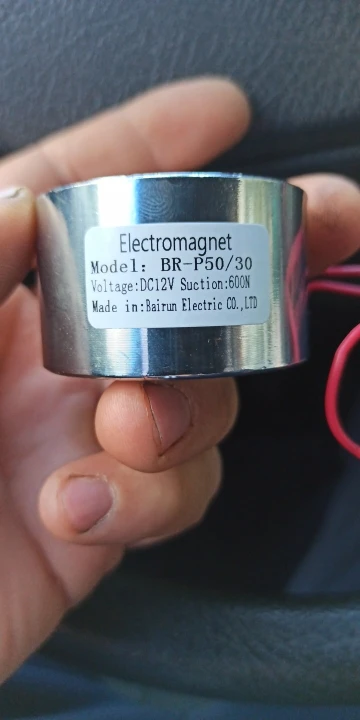 Electromagnet
Model: BR-P50/30
Voltage:DC12V Suction:600N
Made in:Bairun Electric CO.,LTD